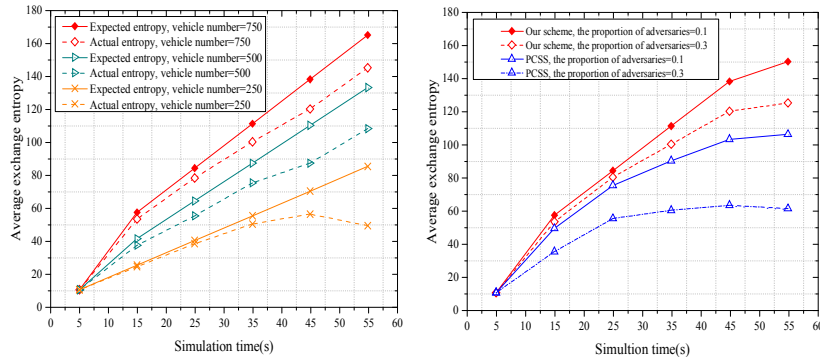 Expected entropy, vehicle number=750
Actual entropy, vehicle number=750
Expected entropy, vehicle number=500
Actual entropy, vehicle number=500
Expected entropy, vehicle number=250
Actual entropy, vehicle number=250
Average exchange entropy
180
160
140
120
100
80
60
40
20
0
0 5 10 15 20 25 30 35 40 45 50 55 60
Simulation time(s)
Our scheme, the proportion of adversaries=0.1
Our scheme, the proportion of adversaries=0.3
PCSS, the proportion of adversaries=0.1
PCSS, the proportion of adversaries=0.3
Average exchange entropy
180
160
140
120
100
80
60
40
20
0
0 5 10 15 20 25 30 35 40 45 50 55 60
Simultion time(s)